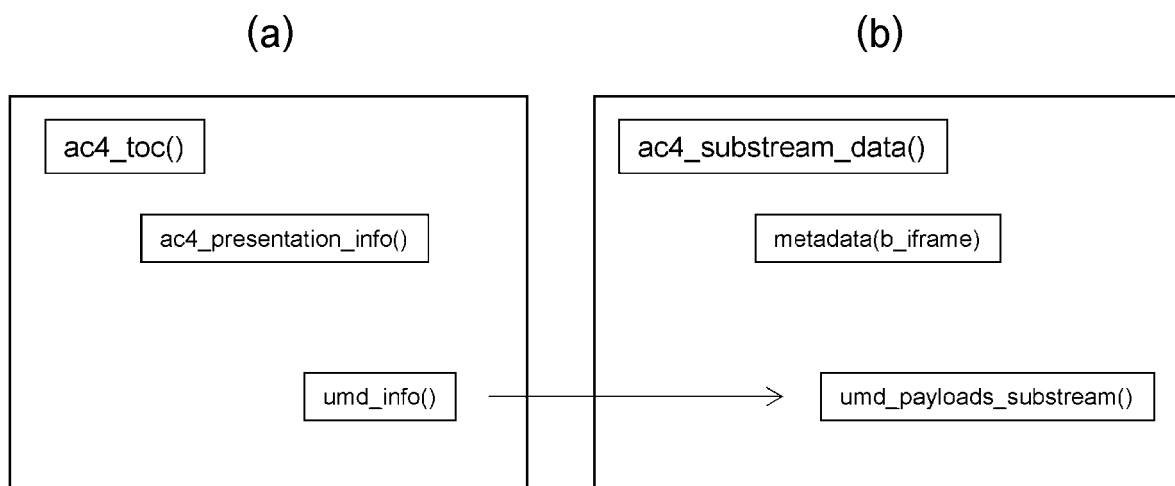 (a)
ac4_toc()
ac4_presentation_info()
umd_info()
(b)
ac4_substream_data()
metadata(b_iframe)
umd_payloads_substream()